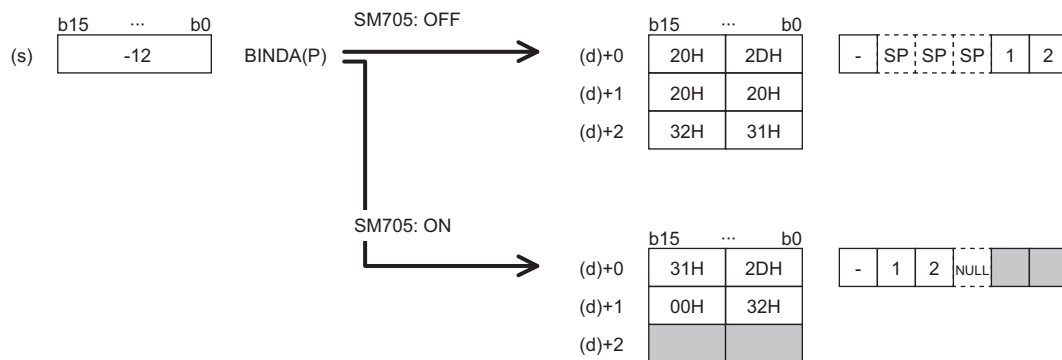 SM705: OFF
b15 ··· b0
b15 ··· b0
(s) -12 BINDA(P) (d)+0 20H 2DH - SP SP SP 1 2
(d)+1 20H 20H
(d)+2 32H 31H
SM705: ON
b15 ··· b0
(d)+0 31H 2DH - 1 2 NULL
(d)+1 00H 32H
(d)+2